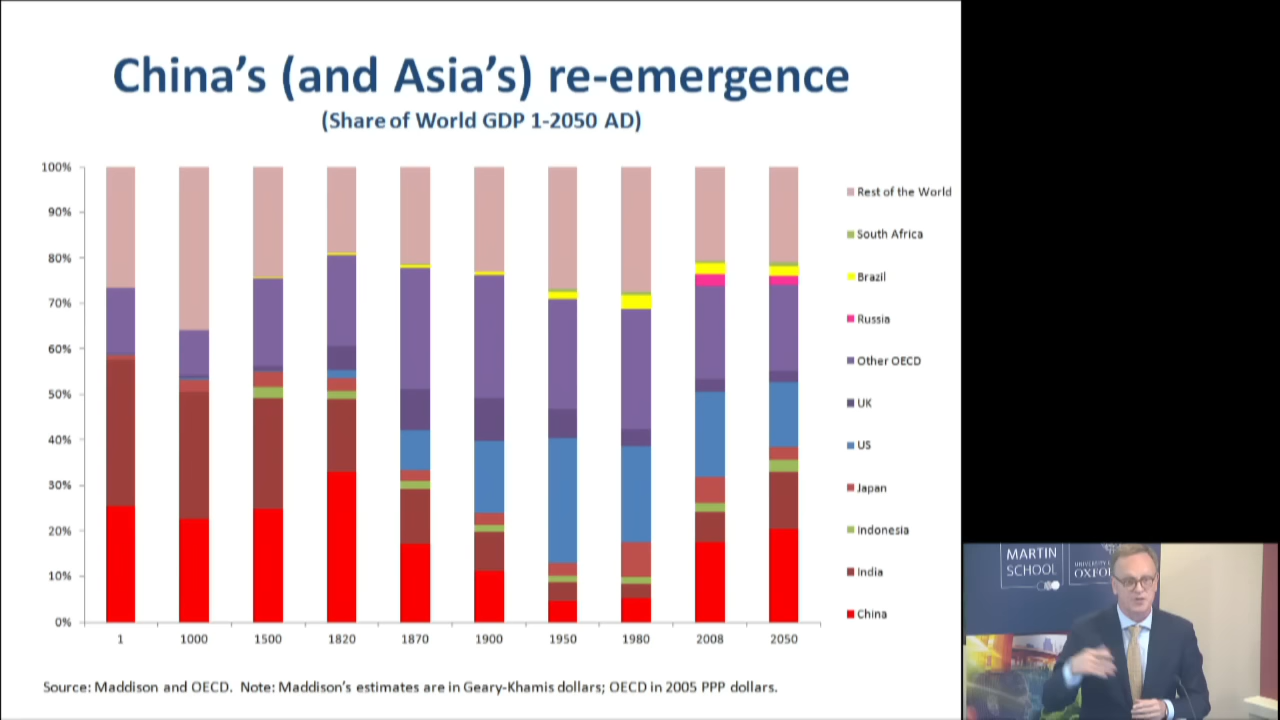 China's (and Asia's) re-emergence
(Share of World GDP 1-2050 AD)
100%
90%
80%
70%
60%
50%
40%
30%
20%
10%
0%
1 1000 1500 1820 1870 1900 1950 1980 2008 2050
Rest of the World
South Africa
Brazil
Russia
Other OECD
UK
US
Japan
Indonesia
India
China
Source: Maddison and OECD. Note: Maddison's estimates are in Geary-Khamis dollars; OECD in 2005 PPP dollars.
MARTIN
SCHOOL